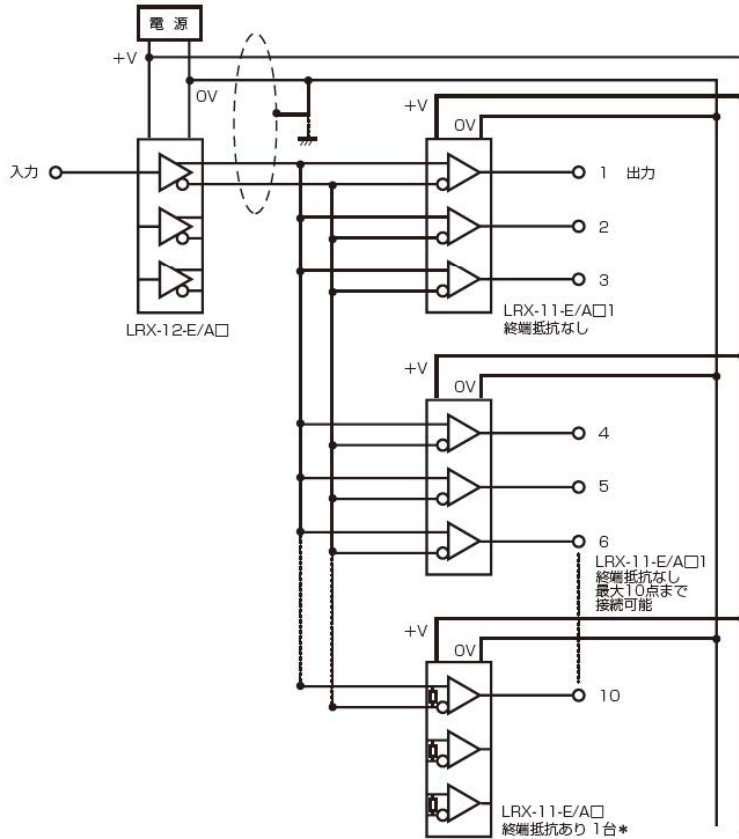 電 源
+V
0V
+V
0V
入力
1 出力
2
3
LRX-12-E/A□
LRX-11-E/A□1
終端抵抗なし
+V
0V
4
5
6
LRX-11-E/A□1
終端抵抗なし
最大10点まで
接続可能
+V
0V
10
LRX-11-E/A□
終端抵抗あり 1台*